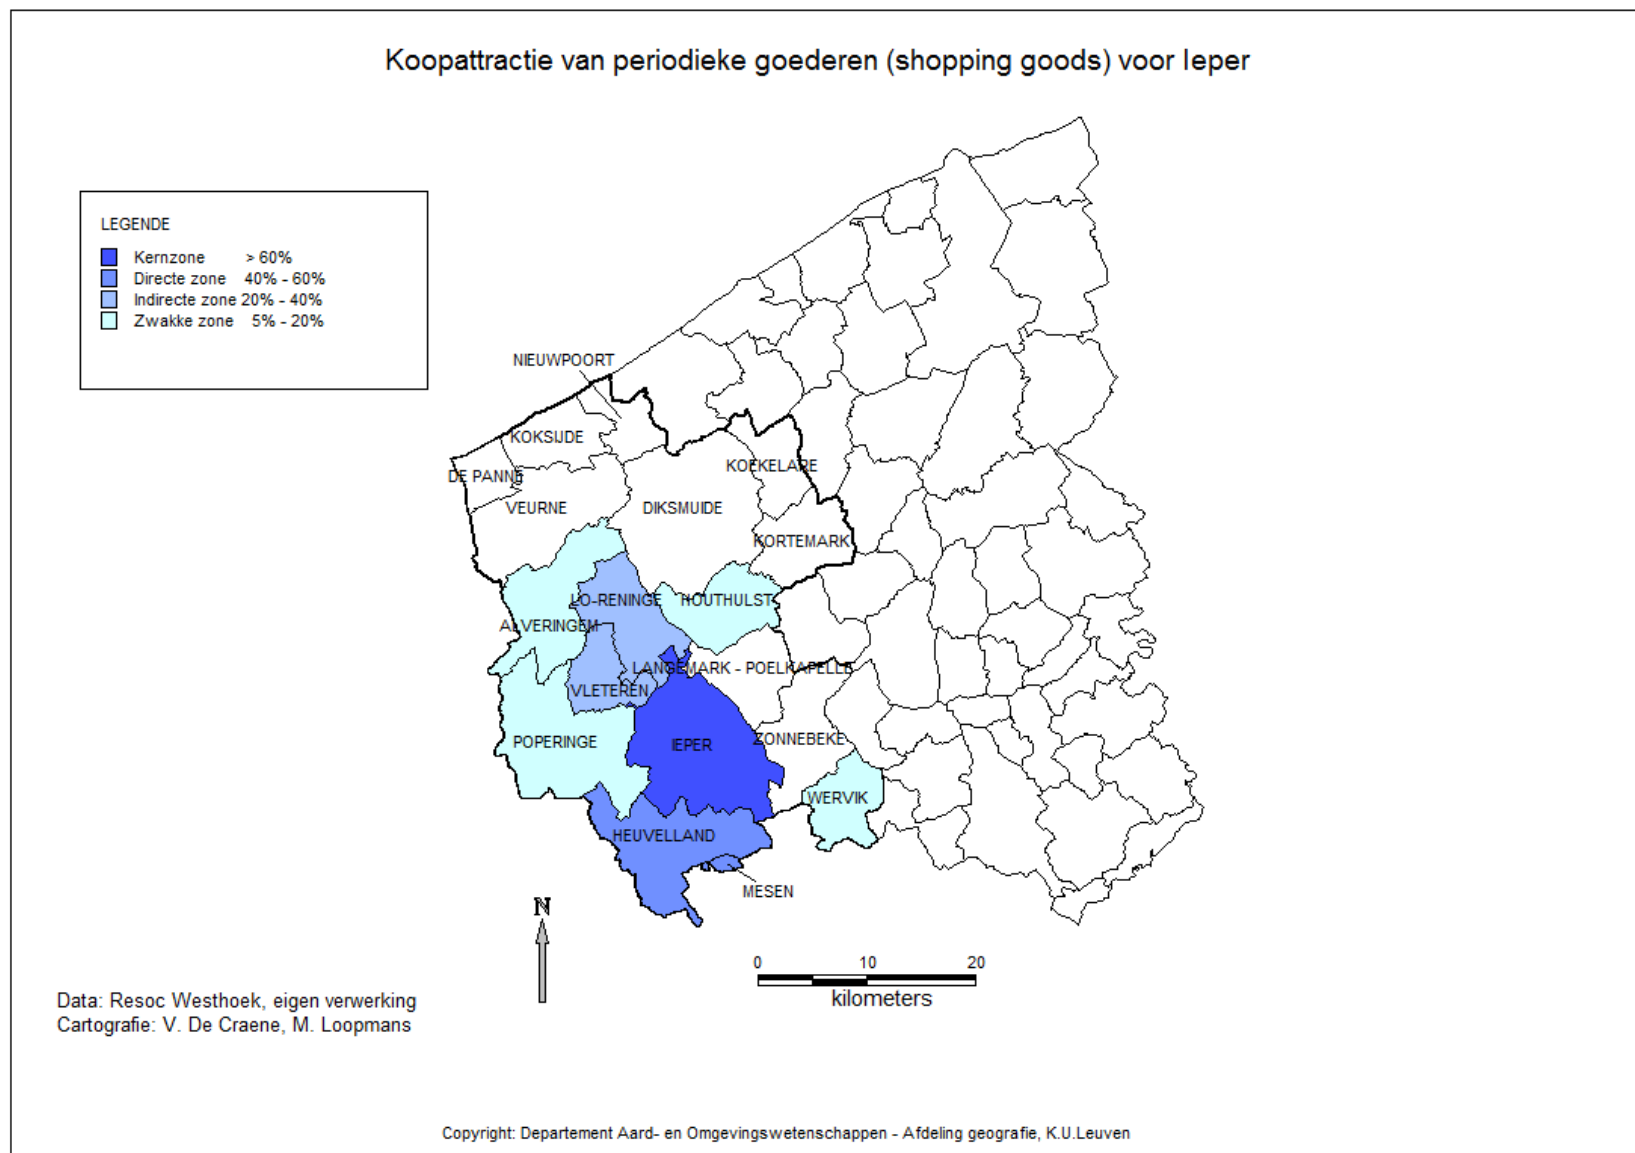 Koopattractie van periodieke goederen (shopping goods) voor Ieper
LEGENDE
Kernzone > 60%
Directe zone 40% - 60%
Indirecte zone 20% - 40%
Zwakke zone 5% - 20%
NIEUWPOORT
KOKSIJDE
DE PANNE
KOEKELARE
VEURNE
DIKSMUIDE
KORTEMARK
LO-RENINGE
HOUTHULST
ALVERINGEM
LANGEMARK - POELKAPELLE
VLETEREN
POPERINGE
IEPER
ZONNEBEKE
WERVIK
HEUVELLAND
MESEN
N
0 10 20
kilometers
Data: Resoc Westhoek, eigen verwerking
Cartografie: V. De Craene, M. Loopmans
Copyright: Departement Aard- en Omgevingswetenschappen - Afdeling geografie, K.U.Leuven